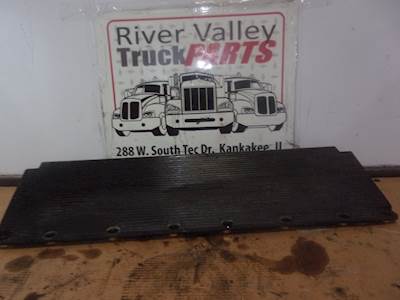 River Valley
TruckPARTS
288 W. South Tec Dr, Kankakee, IL